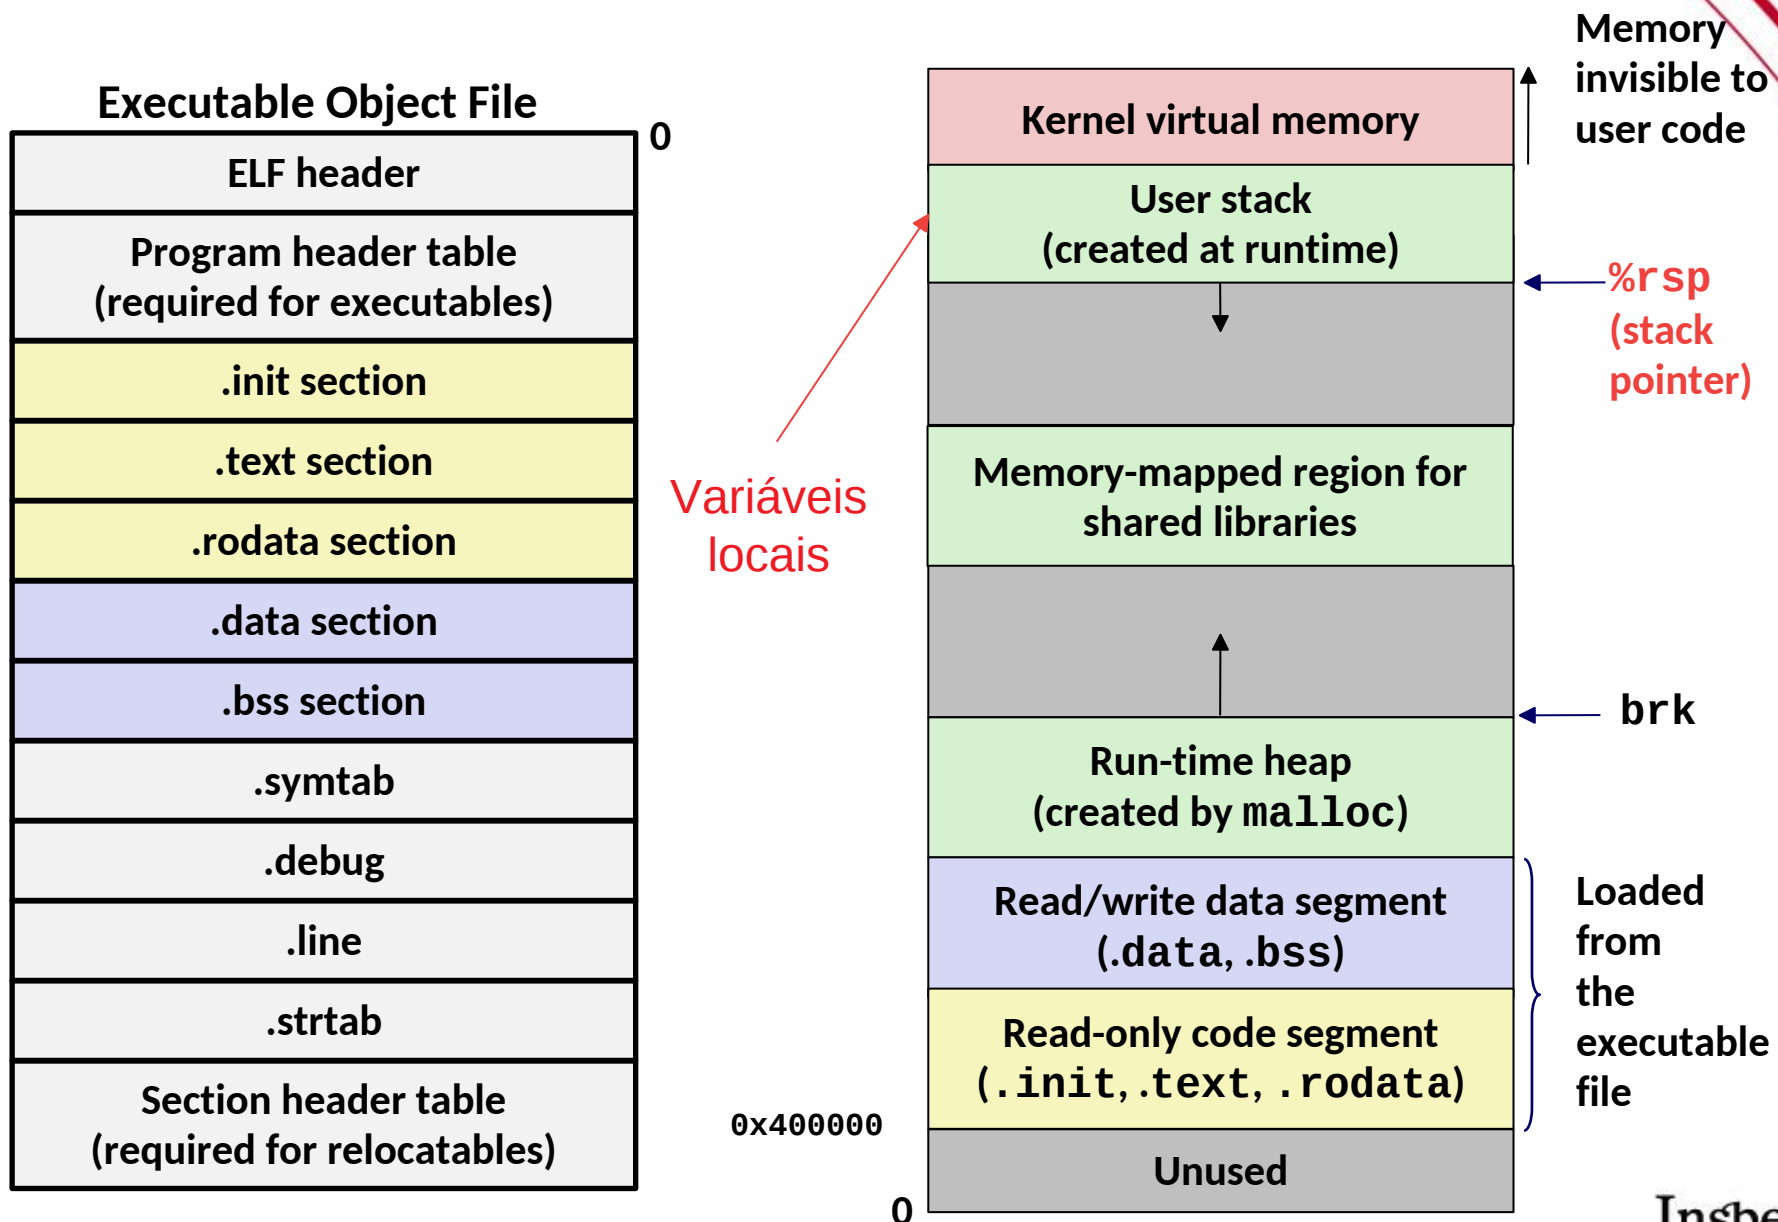 Executable Object File
0
ELF header
Program header table
(required for executables)
.init section
.text section
.rodata section
.data section
.bss section
.symtab
.debug
.line
.strtab
Section header table
(required for relocatables)
Variáveis
locais
Memory
invisible to
user code
Kernel virtual memory
User stack
(created at runtime)
%rsp
(stack
pointer)
Memory-mapped region for
shared libraries
brk
Run-time heap
(created by malloc)
Read/write data segment
(.data, .bss)
Read-only code segment
(.init, .text, .rodata)
Loaded
from
the
executable
file
0x400000
Unused
0